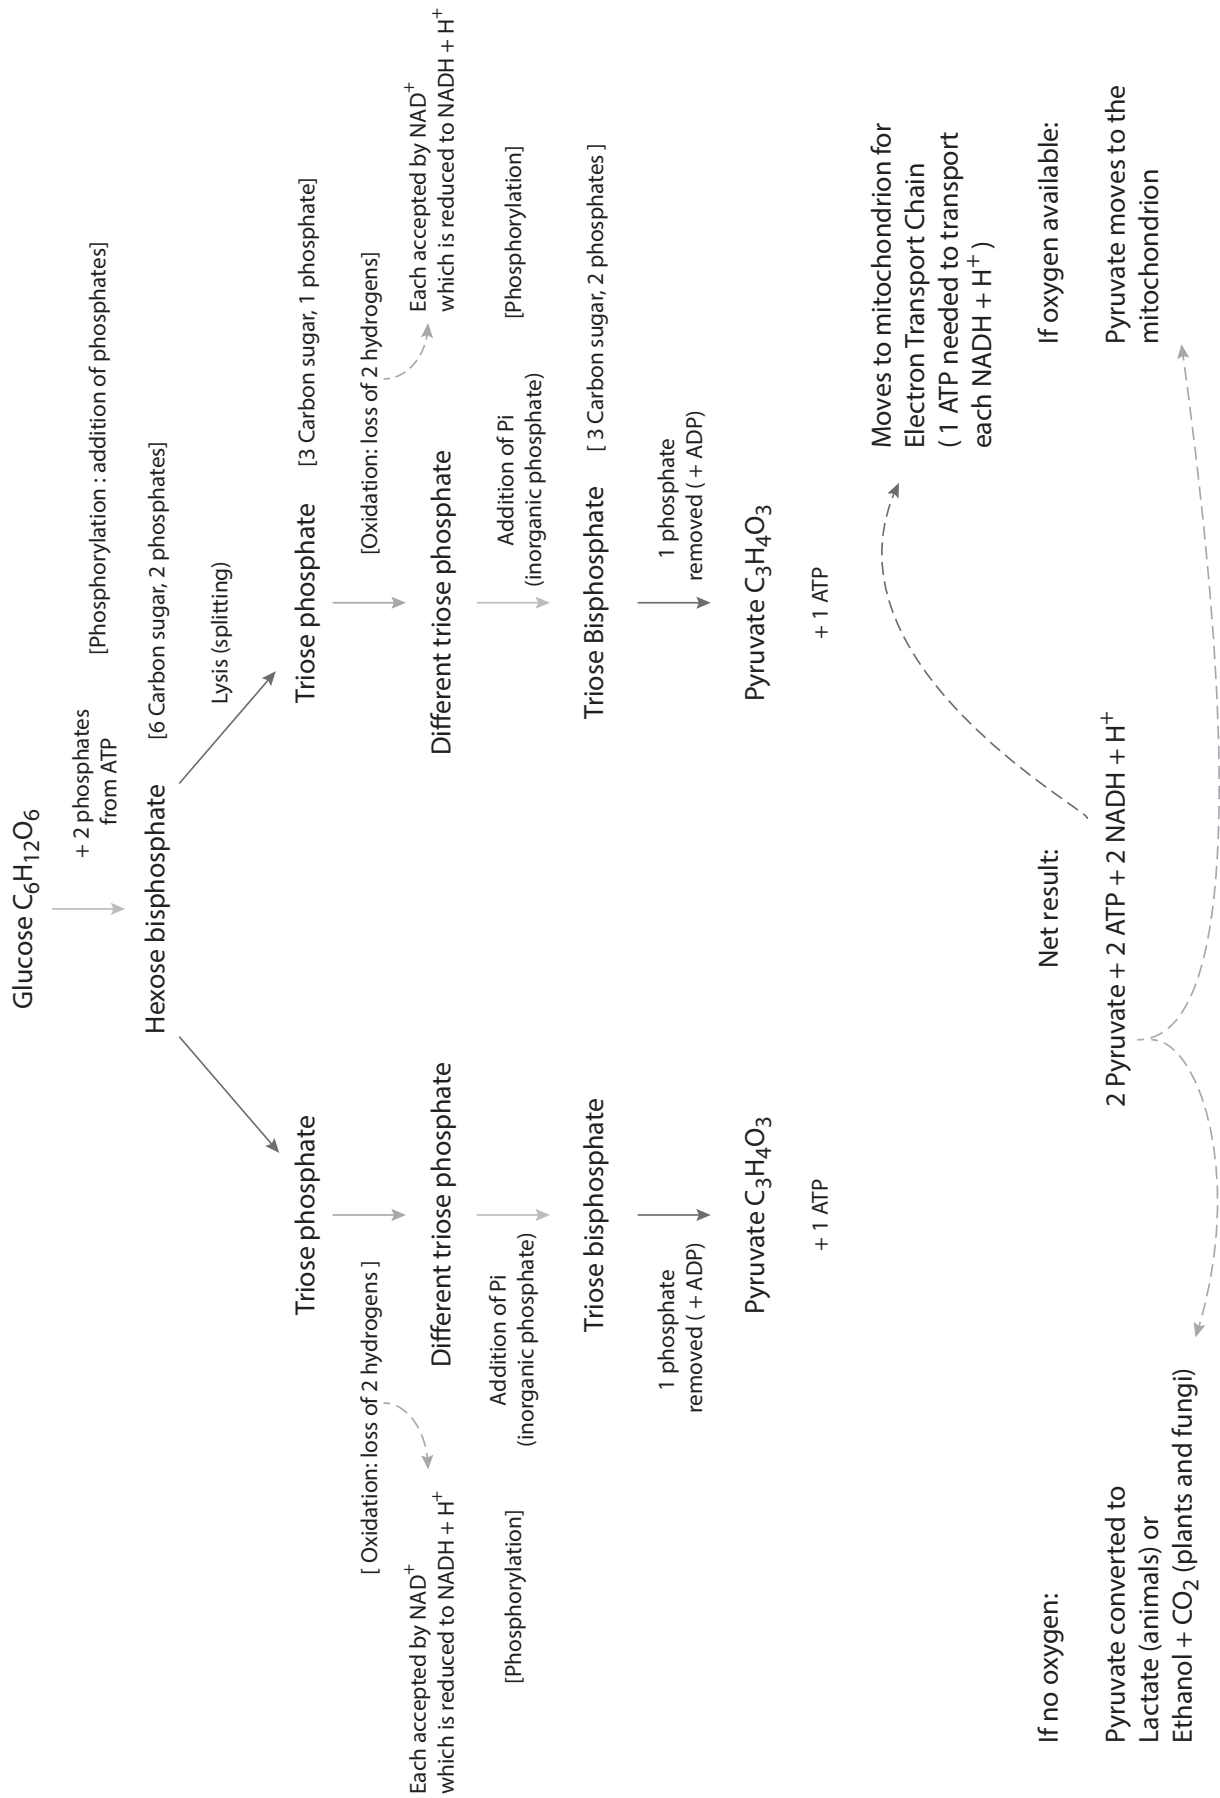 Glucose C6H12O6
+ 2 phosphates
from ATP
[Phosphorylation : addition of phosphates]
Hexose bisphosphate
[6 Carbon sugar, 2 phosphates]
Lysis (splitting)
Triose phosphate
Triose phosphate
[3 Carbon sugar, 1 phosphate]
[ Oxidation: loss of 2 hydrogens ]
[Oxidation: loss of 2 hydrogens]
Each accepted by NAD+
which is reduced to NADH + H+
Different triose phosphate
Different triose phosphate
Each accepted by NAD+
which is reduced to NADH + H+
[Phosphorylation]
Addition of Pi
(inorganic phosphate)
Addition of Pi
(inorganic phosphate)
[Phosphorylation]
Triose bisphosphate
Triose Bisphosphate
[ 3 Carbon sugar, 2 phosphates ]
1 phosphate
removed ( + ADP)
1 phosphate
removed ( + ADP)
Pyruvate C3H4O3
Pyruvate C3H4O3
+ 1 ATP
+ 1 ATP
Moves to mitochondrion for
Electron Transport Chain
( 1 ATP needed to transport
each NADH + H+ )
If no oxygen:
Net result:
If oxygen available:
Pyruvate converted to
Lactate (animals) or
Ethanol + CO2 (plants and fungi)
2 Pyruvate + 2 ATP + 2 NADH + H+
Pyruvate moves to the
mitochondrion